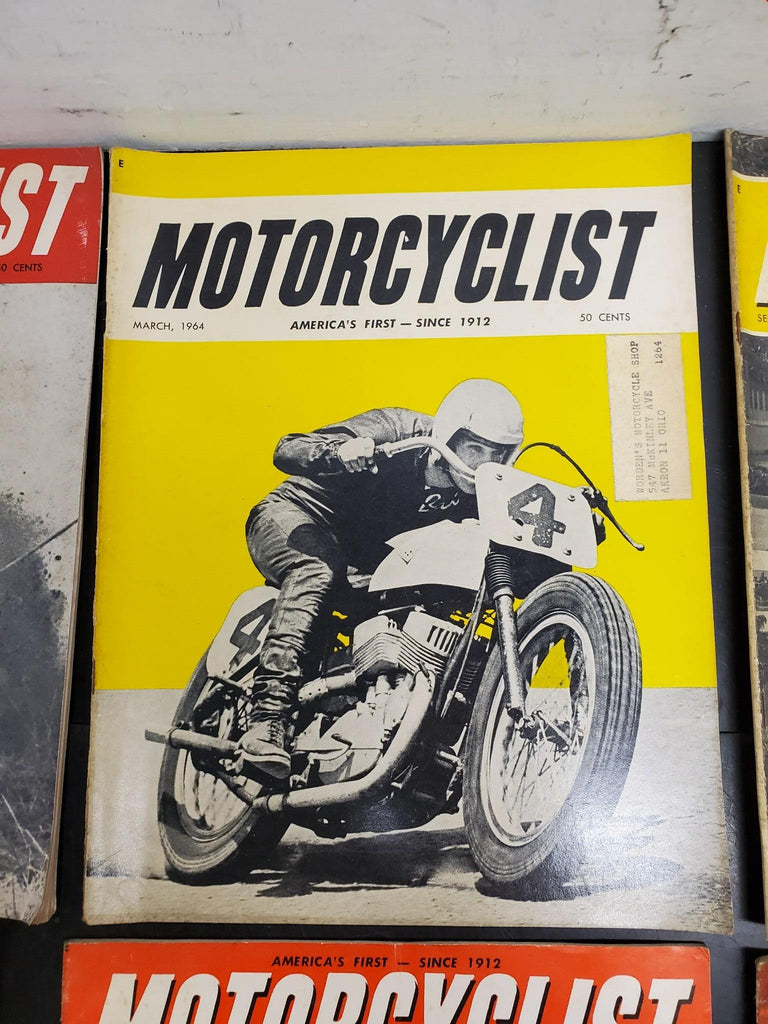 IST
50 CENTS
E
MOTORCYCLIST
MARCH, 1964
AMERICA'S FIRST — SINCE 1912
50 CENTS
WORDEN'S MOTORCYCLE SHOP
547 McKINLEY AVE 1264
AKRON 11 OHIO
4
4
E
SE
AMERICA'S FIRST — SINCE 1912
MOTORCYCLIST